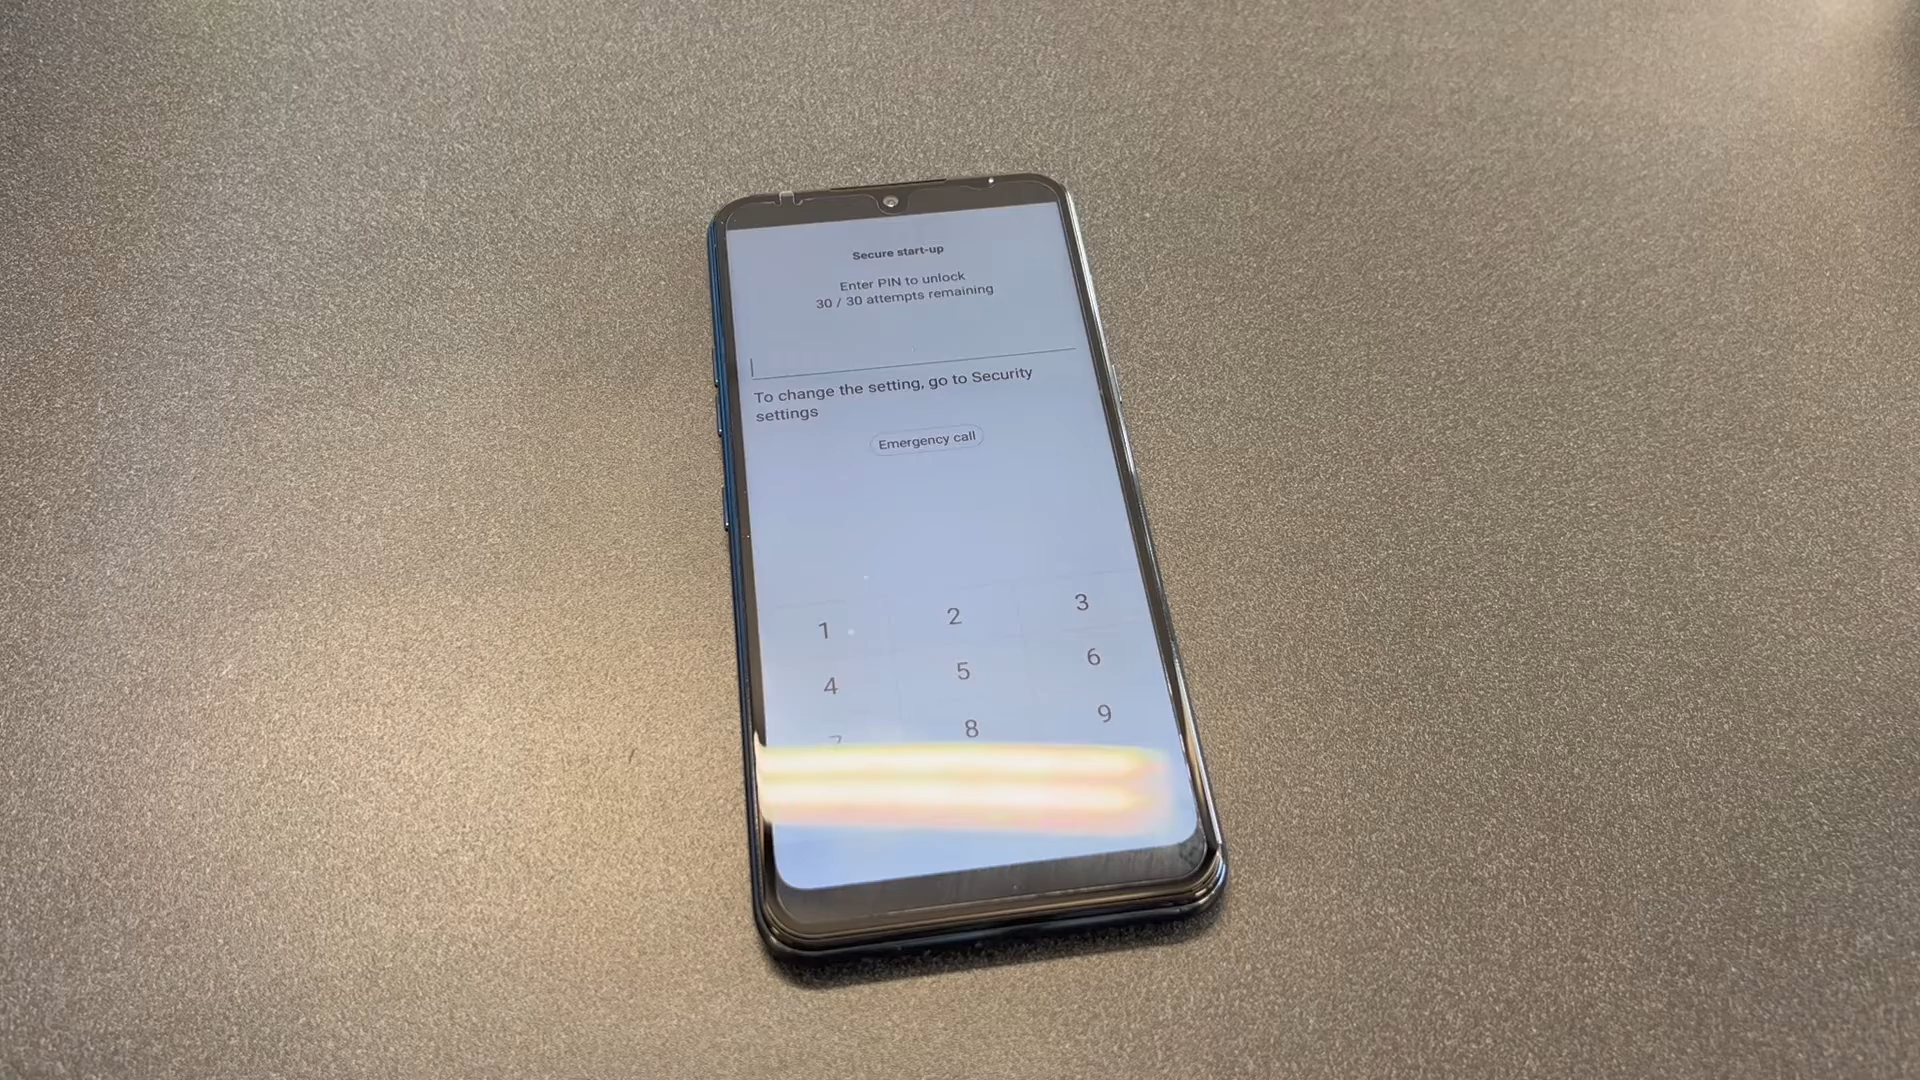 Secure start-up
Enter PIN to unlock
30 / 30 attempts remaining
To change the setting, go to Security
settings
Emergency call
1 2 3
4 5 6
7 8 9